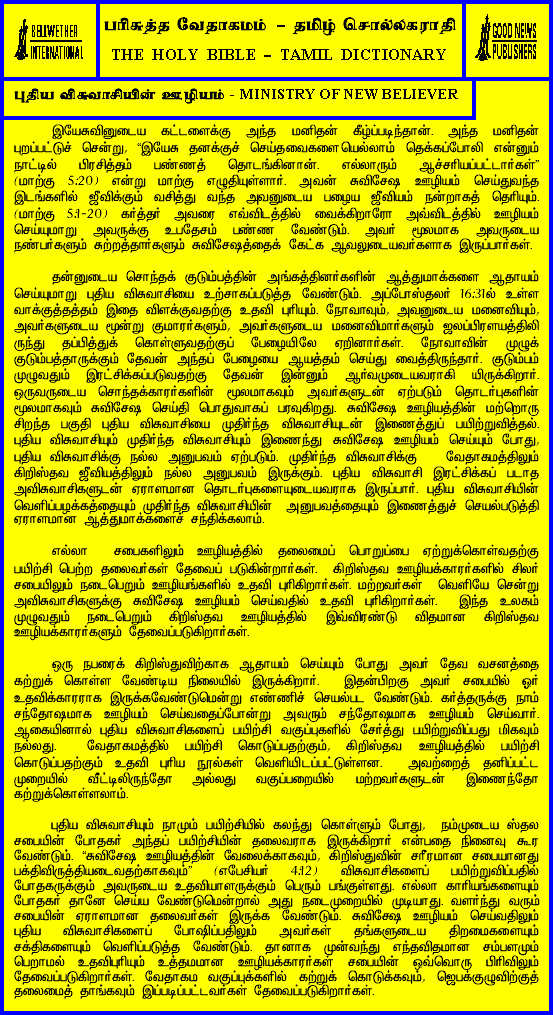 BELLWETHER
INTERNATIONAL
பரிசுத்த வேதாகமம் – தமிழ் சொல்லகராதி
THE HOLY BIBLE – TAMIL DICTIONARY
GOOD NEWS
PUBLISHERS
புதிய விசுவாசியின் ஊழியம் - MINISTRY OF NEW BELIEVER
இயேசுவினுடைய கட்டளைக்கு அந்த மனிதன் கீழ்ப்படிந்தான். அந்த மனிதன்
புறப்பட்டுச் சென்று, “இயேசு தனக்குச் செய்தவைகளையெல்லாம் தெக்கப்போலி என்னும்
நாட்டில் பிரசித்தம் பண்ணத் தொடங்கினான். எல்லாரும் ஆச்சரியப்பட்டார்கள்”
(மாற்கு 5:20) என்று மாற்கு எழுதியுள்ளார். அவன் சுவிசேஷ ஊழியம் செய்துவந்த
இடங்களில் ஜீவிக்கும் வசித்து வந்த அவனுடைய பழைய ஜீவியம் நன்றாகத் தெரியும்.
(மாற்கு 5:1-20) கர்த்தர் அவரை எவ்விடத்தில் வைக்கிறாரோ அவ்விடத்தில் ஊழியம்
செய்யுமாறு அவருக்கு உபதேசம் பண்ண வேண்டும். அவர் மூலமாக அவருடைய
நண்பர்களும் சுற்றத்தார்களும் சுவிசேஷத்தைக் கேட்க ஆவலுடையவர்களாக இருப்பார்கள்.
தன்னுடைய சொந்தக் குடும்பத்தின் அங்கத்தினர்களின் ஆத்துமாக்களை ஆதாயம்
செய்யுமாறு புதிய விசுவாசியை உற்சாகப்படுத்த வேண்டும். அப்போஸ்தலர் 16:31ல் உள்ள
வாக்குத்தத்தம் இதை விளக்குவதற்கு உதவி புரியும். நோவாவும், அவனுடைய மனைவியும்,
அவர்களுடைய மூன்று குமாரர்களும், அவர்களுடைய மனைவிமார்களும் ஜலப்பிரளயத்திலி
ருந்து தப்பித்துக் கொள்ளுவதற்குப் பேழையிலே ஏறினார்கள். நோவாவின் முழுக்
குடும்பத்தாருக்கும் தேவன் அந்தப் பேழையை ஆயத்தம் செய்து வைத்திருந்தார். குடும்பம்
முழுவதும் இரட்சிக்கப்படுவதற்கு தேவன் இன்னும் ஆர்வமுடையவராகி யிருக்கிறார்.
ஒருவருடைய சொந்தக்காரர்களின் மூலமாகவும் அவர்களுடன் ஏற்படும் தொடர்புகளின்
மூலமாகவும் சுவிசேஷ செய்தி பொதுவாகப் பரவுகிறது. சுவிசேஷ ஊழியத்தின் மற்றொரு
சிறந்த பகுதி புதிய விசுவாசியை முதிர்ந்த விசுவாசியுடன் இணைத்துப் பயிற்றுவித்தல்.
புதிய விசுவாசியும் முதிர்ந்த விசுவாசியும் இணைந்து சுவிசேஷ ஊழியம் செய்யும் போது,
புதிய விசுவாசிக்கு நல்ல அனுபவம் ஏற்படும். முதிர்ந்த விசுவாசிக்கு வேதாகமத்திலும்
கிறிஸ்தவ ஜீவியத்திலும் நல்ல அனுபவம் இருக்கும். புதிய விசுவாசி இரட்சிக்கப் படாத
அவிசுவாசிகளுடன் ஏராளமான தொடர்புகளையுடையவராக இருப்பார். புதிய விசுவாசியின்
வெளிப்பழக்கத்தையும் முதிர்ந்த விசுவாசியின் அனுபவத்தையும் இணைத்துச் செயல்படுத்தி
ஏராளமான ஆத்துமாக்களைச் சந்திக்கலாம்.
எல்லா சபைகளிலும் ஊழியத்தில் தலைமைப் பொறுப்பை ஏற்றுக்கொள்வதற்கு
பயிற்சி பெற்ற தலைவர்கள் தேவைப் படுகின்றார்கள். கிறிஸ்தவ ஊழியக்காரர்களில் சிலர்
சபையிலும் நடைபெறும் ஊழியங்களில் உதவி புரிகிறார்கள். மற்றவர்கள் வெளியே சென்று
அவிசுவாசிகளுக்கு சுவிசேஷ ஊழியம் செய்வதில் உதவி புரிகிறார்கள். இந்த உலகம்
முழுவதும் நடைபெறும் கிறிஸ்தவ ஊழியத்தில் இவ்விரண்டு விதமான கிறிஸ்தவ
ஊழியக்காரர்களும் தேவைப்படுகிறார்கள்.
ஒரு நபரைக் கிறிஸ்துவிற்காக ஆதாயம் செய்யும் போது அவர் தேவ வசனத்தை
கற்றுக் கொள்ள வேண்டிய நிலையில் இருக்கிறார். இதன்பிறகு அவர் சபையில் ஓர்
உதவிக்காரராக இருக்கவேண்டுமென்று எண்ணிச் செயல்பட வேண்டும். கர்த்தருக்கு நாம்
சந்தோஷமாக ஊழியம் செய்வதைப்போன்று அவரும் சந்தோஷமாக ஊழியம் செய்வார்.
ஆகையினால் புதிய விசுவாசிகளைப் பயிற்சி வகுப்புகளில் சேர்த்து பயிற்றுவிப்பது மிகவும்
நல்லது. வேதாகமத்தில் பயிற்சி கொடுப்பதற்கும், கிறிஸ்தவ ஊழியத்தில் பயிற்சி
கொடுப்பதற்கும் உதவி புரிய நூல்கள் வெளியிடப்பட்டுள்ளன. அவற்றைத் தனிப்பட்ட
முறையில் வீட்டிலிருந்தோ அல்லது வகுப்பறையில் மற்றவர்களுடன் இணைந்தோ
கற்றுக்கொள்ளலாம்.
புதிய விசுவாசியும் நாமும் பயிற்சியில் கலந்து கொள்ளும் போது, நம்முடைய ஸ்தல
சபையின் போதகர் அந்தப் பயிற்சியின் தலைவராக இருக்கிறார் என்பதை நினைவு கூர
வேண்டும். “சுவிசேஷ ஊழியத்தின் வேலைக்காகவும், கிறிஸ்துவின் சரீரமான சபையானது
பக்திவிருத்தியடைவதற்காகவும்” (எபேசியர் 4:12) விசுவாசிகளைப் பயிற்றுவிப்பதில்
போதகருக்கும் அவருடைய உதவியாளருக்கும் பெரும் பங்குள்ளது. எல்லா காரியங்களையும்
போதகர் தானே செய்ய வேண்டுமென்றால் அது நடைமுறையில் முடியாது. வளர்ந்து வரும்
சபையின் ஏராளமான தலைவர்கள் இருக்க வேண்டும். சுவிசேஷ ஊழியம் செய்வதிலும்
புதிய விசுவாசிகளைப் போஷிப்பதிலும் அவர்கள் தங்களுடைய திறமைகளையும்
சக்திகளையும் வெளிப்படுத்த வேண்டும். தானாக முன்வந்து எந்தவிதமான சம்பளமும்
பெறாமல் உதவிபுரியும் உத்தமமான ஊழியக்காரர்கள் சபையின் ஒவ்வொரு பிரிவிலும்
தேவைப்படுகிறார்கள். வேதாகம வகுப்புக்களில் கற்றுக் கொடுக்கவும், ஜெபக்குழுவிற்குத்
தலைமைத் தாங்கவும் இப்படிப்பட்டவர்கள் தேவைப்படுகிறார்கள்.